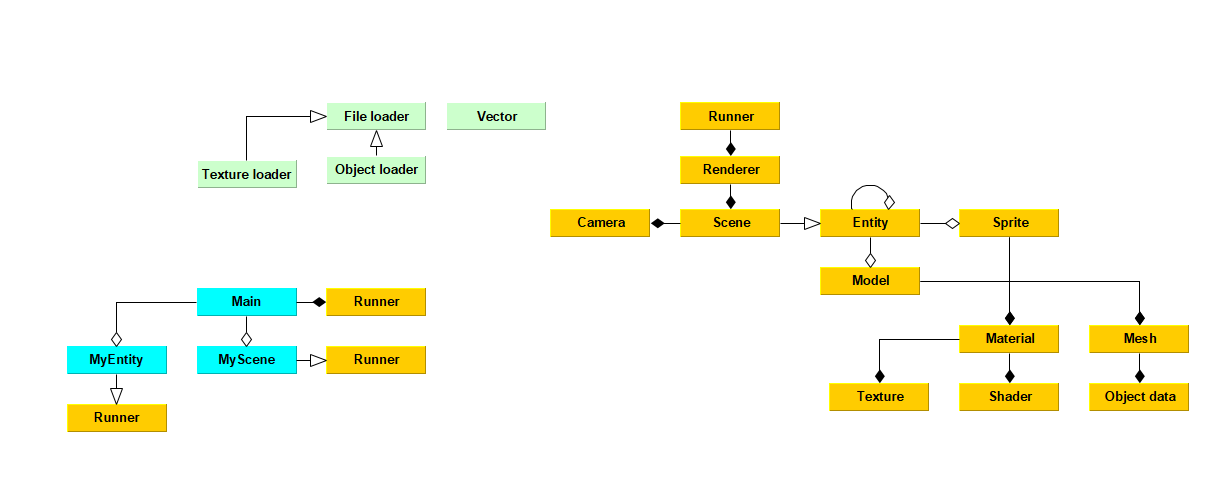 File loader
Vector
Texture loader
Object loader
Runner
Renderer
Camera
Scene
Entity
Sprite
Model
Material
Mesh
Texture
Shader
Object data
Main
Runner
MyEntity
MyScene
Runner
Runner